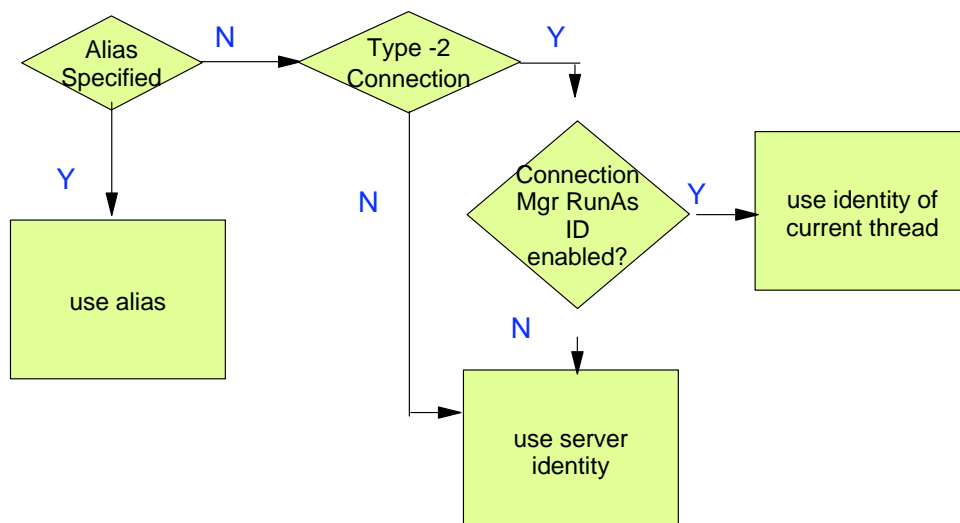 Alias
Specified
N
Type -2
Connection
Y
Y
use alias
N
Connection
Mgr RunAs
ID
enabled?
Y
use identity of
current thread
N
use server
identity